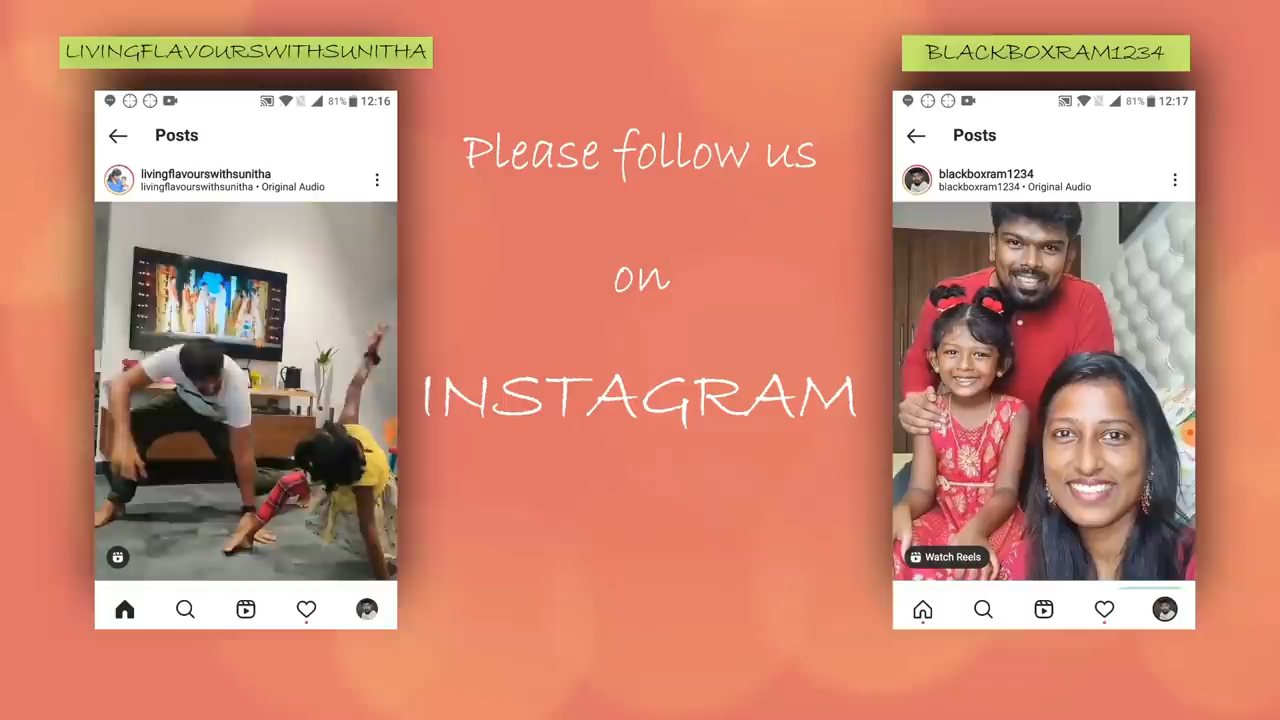 LIVINGFLAVOURSWITHSUNITHA
81% 12:16
Posts
livingflavourswithsunitha
livingflavourswithsunitha • Original Audio
Please follow us
on
INSTAGRAM
BLACKBOXRAM1234
81% 12:17
Posts
blackboxram1234
blackboxram1234 • Original Audio
Watch Reels